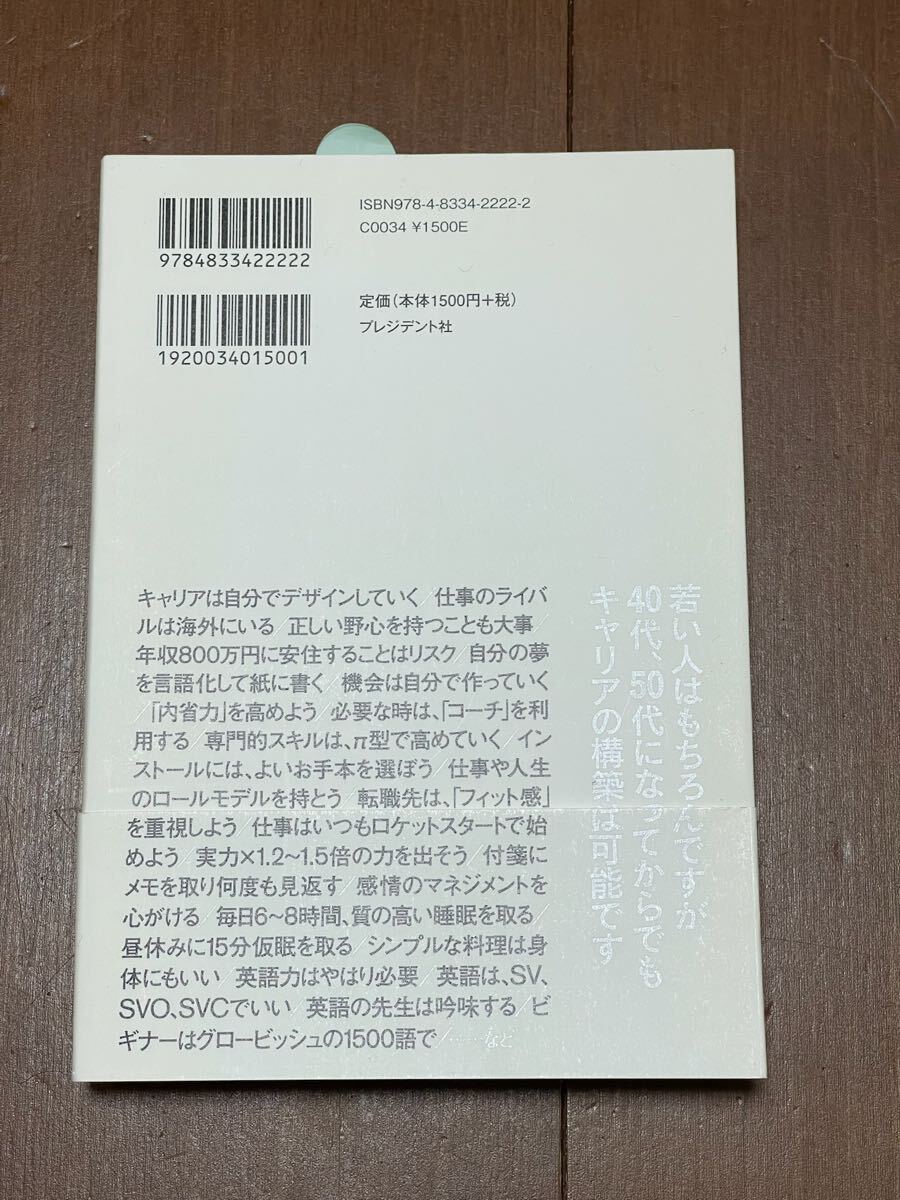 ISBN978-4-8334-2222-2
C0034 ¥1500E
9784833422222
定価(本体1500円+税)
プレジデント社
1920034015001
若い人はもちろんですが、
40代、50代になってからでも
キャリアの構築は可能です
キャリアは自分でデザインしていく/仕事のライバ
ルは海外にいる/正しい野心を持つことも大事/
年収800万円に安住することはリスク/自分の夢
を言語化して紙に書く/機会は自分で作っていく
/「内省力」を高めよう/必要な時は、「コーチ」を利
用する/専門的スキルは、π型で高めていく/イン
ストールには、よいお手本を選ぼう/仕事や人生
のロールモデルを持とう/転職先は、「フィット感」
を重視しよう/仕事はいつもロケットスタートで始
めよう/実力×1.2~1.5倍の力を出そう/付箋に
メモを取り何度も見返す/感情のマネジメントを
心がける/毎日6~8時間、質の高い睡眠を取る/
昼休みに15分仮眠を取る/シンプルな料理は身
体にもいい/英語力はやはり必要/英語は、SV、
SVO、SVCでいい/英語の先生は吟味する/ビ
ギナーはグロービッシュの1500語で/……など